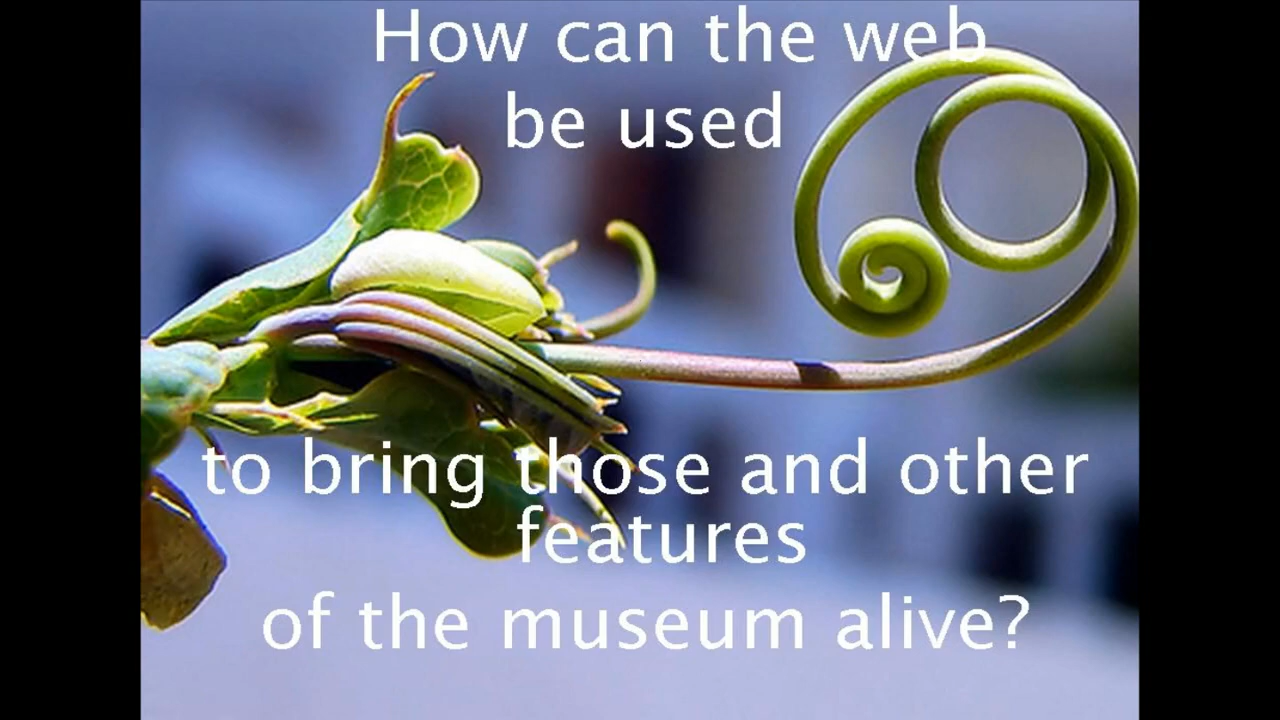 How can the web
be used
to bring those and other
features
of the museum alive?